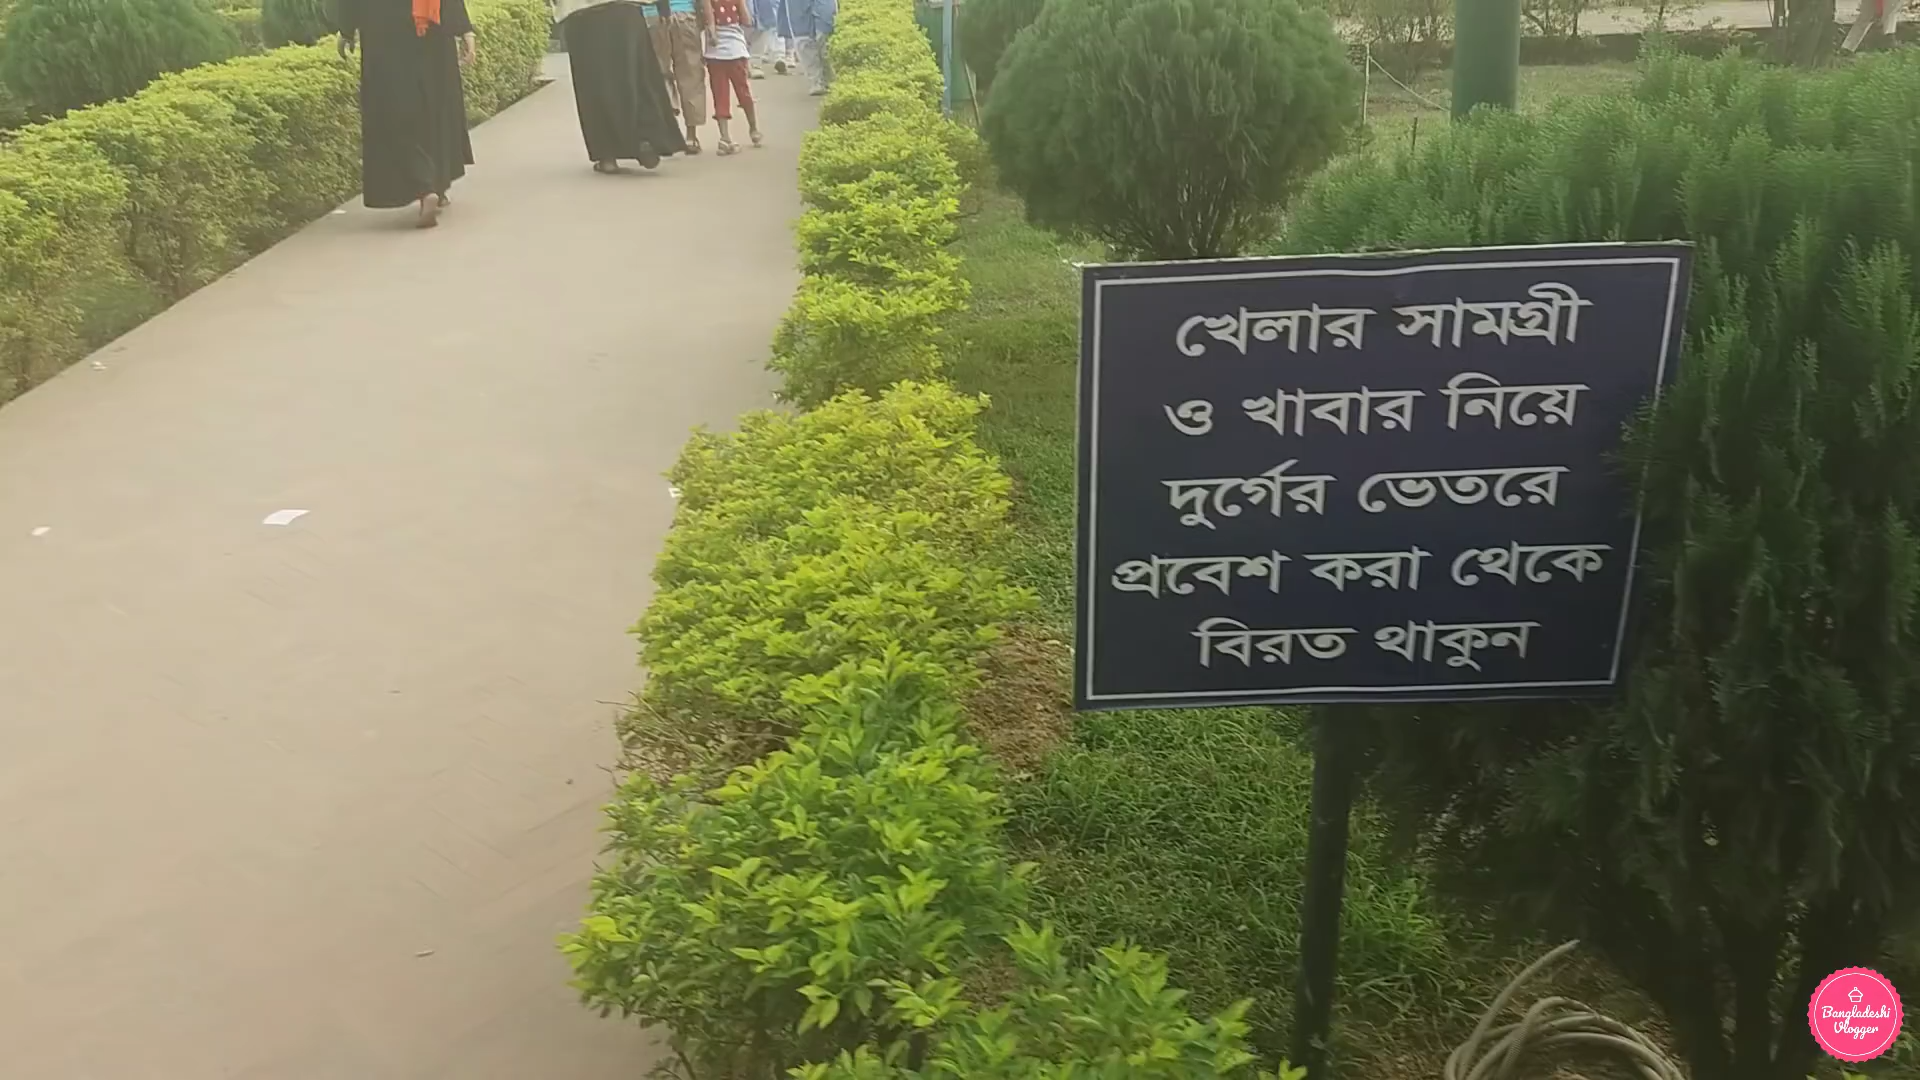 খেলার সামগ্রী
ও খাবার নিয়ে
দুর্গের ভেতরে
প্রবেশ করা থেকে
বিরত থাকুন
Bangladeshi
Vlogger